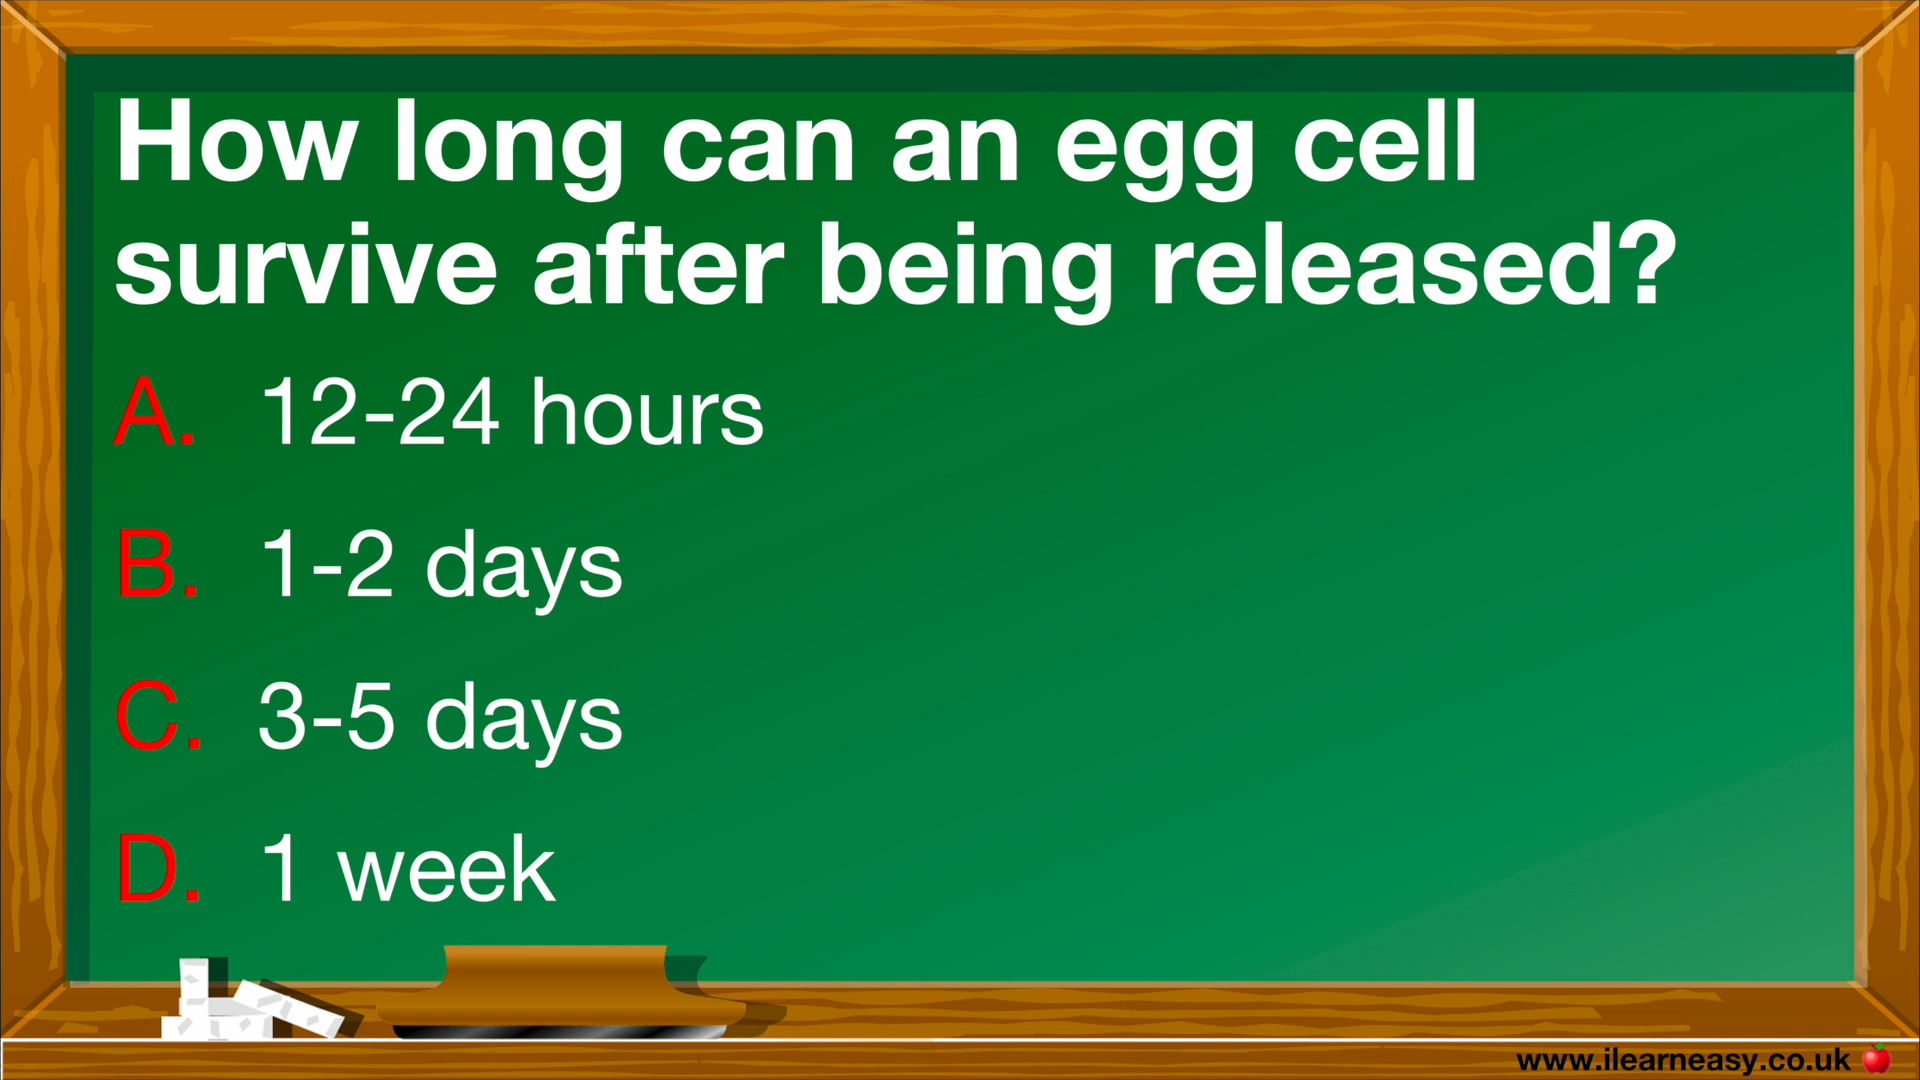 How long can an egg cell
survive after being released?
A. 12-24 hours
B. 1-2 days
C. 3-5 days
D. 1 week
www.ilearneasy.co.uk